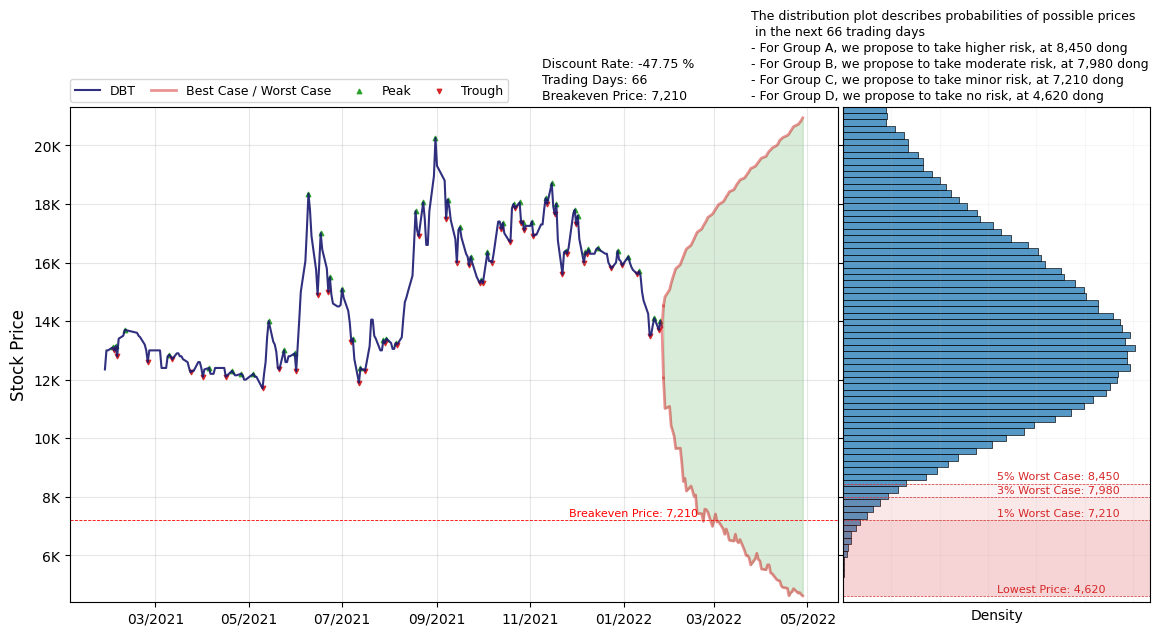 The distribution plot describes probabilities of possible prices
in the next 66 trading days
- For Group A, we propose to take higher risk, at 8,450 dong
- For Group B, we propose to take moderate risk, at 7,980 dong
- For Group C, we propose to take minor risk, at 7,210 dong
- For Group D, we propose to take no risk, at 4,620 dong
Discount Rate: -47.75 %
Trading Days: 66
Breakeven Price: 7,210
DBT
Best Case / Worst Case
Peak
Trough
Stock Price
20K
18K
16K
14K
12K
10K
8K
6K
Breakeven Price: 7,210
03/2021
05/2021
07/2021
09/2021
11/2021
01/2022
03/2022
05/2022
5% Worst Case: 8,450
3% Worst Case: 7,980
1% Worst Case: 7,210
Lowest Price: 4,620
Density